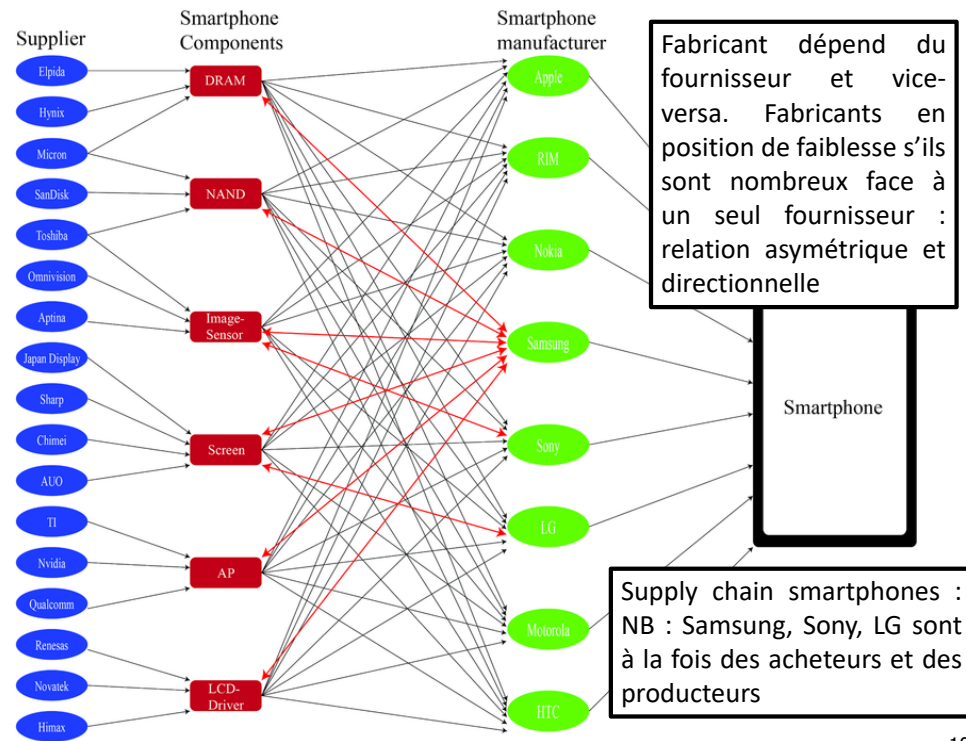 Supplier
Smartphone
Components
Smartphone
manufacturer
Elpida
Hynix
Micron
SanDisk
Toshiba
Omnivision
Aptina
Japan Display
Sharp
Chimei
AUO
TI
Nvidia
Qualcomm
Renesas
Novatek
Himax
DRAM
NAND
Image-
Sensor
Screen
AP
LCD-
Driver
Apple
RIM
Nokia
Samsung
Sony
LG
Motorola
HTC
Fabricant dépend du
fournisseur et vice-
versa. Fabricants en
position de faiblesse s’ils
sont nombreux face à
un seul fournisseur :
relation asymétrique et
directionnelle
Smartphone
Supply chain smartphones :
NB : Samsung, Sony, LG sont
à la fois des acheteurs et des
producteurs